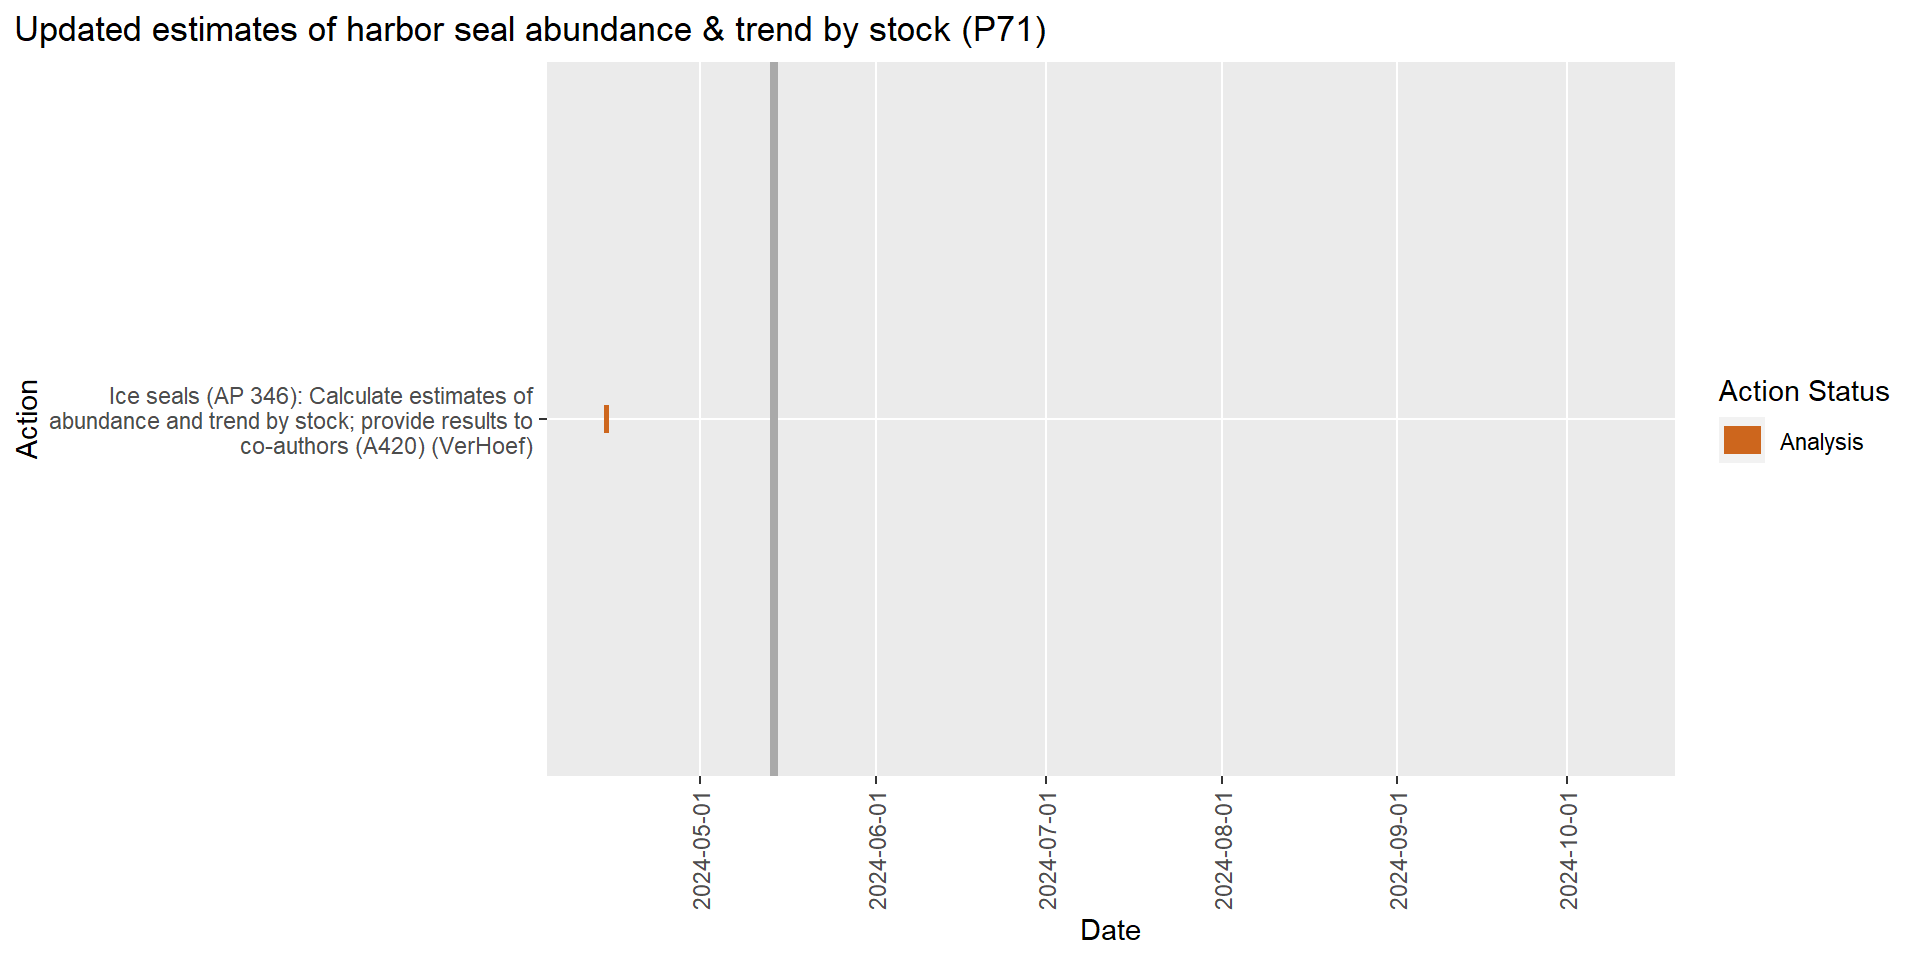 Updated estimates of harbor seal abundance & trend by stock (P71)
Action
Ice seals (AP 346): Calculate estimates of
abundance and trend by stock; provide results to
co-authors (A420) (VerHoef)
2024-05-01
2024-06-01
2024-07-01
2024-08-01
2024-09-01
2024-10-01
Date
Action Status
Analysis